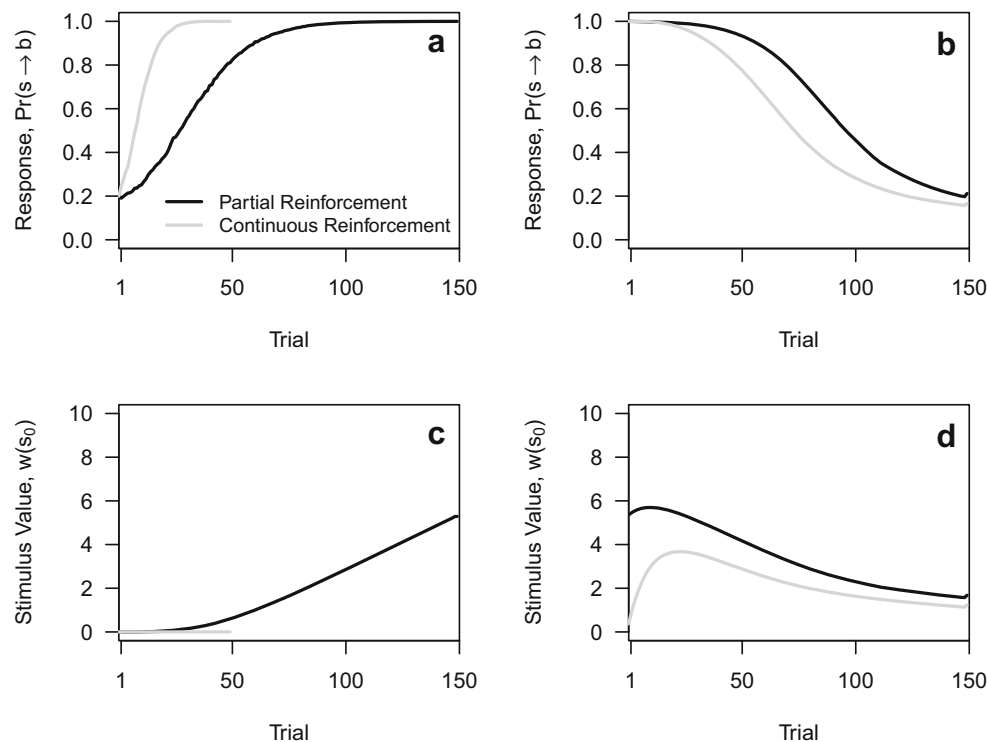 Response, Pr(s → b)
1.0
0.8
0.6
0.4
0.2
0.0
a
Partial Reinforcement
Continuous Reinforcement
1 50 100 150
Trial
Response, Pr(s → b)
1.0
0.8
0.6
0.4
0.2
0.0
b
1 50 100 150
Trial
Stimulus Value, w(s₀)
10
8
6
4
2
0
c
1 50 100 150
Trial
Stimulus Value, w(s₀)
10
8
6
4
2
0
d
1 50 100 150
Trial